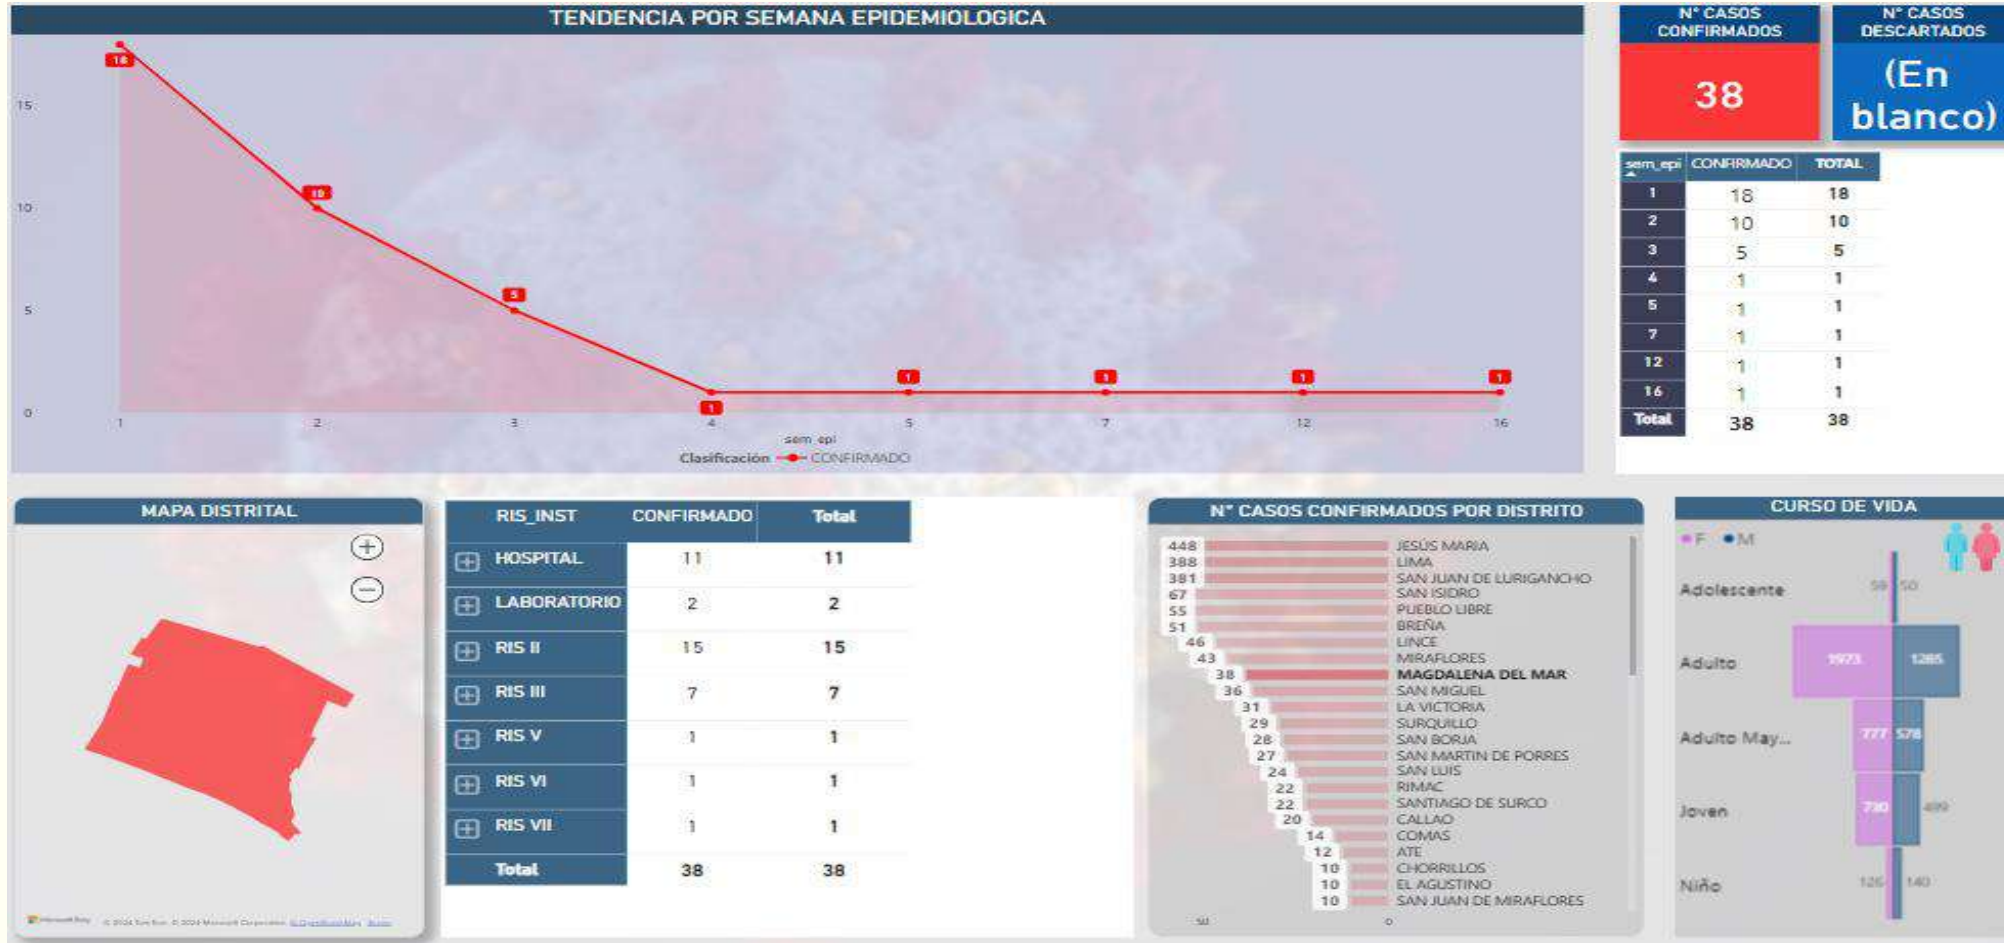 TENDENCIA POR SEMANA EPIDEMIOLOGICA
18
15
10
10
5
5
1
1
1
1
1
0
1 2 3 4 5 7 12 16
sem_epi
Clasificación CONFIRMADO
N° CASOS CONFIRMADOS
38
N° CASOS DESCARTADOS
(En blanco)
sem_epi CONFIRMADO TOTAL
1 18 18
2 10 10
3 5 5
4 1 1
5 1 1
7 1 1
12 1 1
16 1 1
Total 38 38
MAPA DISTRITAL
RIS_INST CONFIRMADO Total
HOSPITAL 11 11
LABORATORIO 2 2
RIS II 15 15
RIS III 7 7
RIS V 1 1
RIS VI 1 1
RIS VII 1 1
Total 38 38
N° CASOS CONFIRMADOS POR DISTRITO
448 JESÚS MARIA
388 LIMA
381 SAN JUAN DE LURIGANCHO
67 SAN ISIDRO
55 PUEBLO LIBRE
51 BREÑA
46 LINCE
43 MIRAFLORES
38 MAGDALENA DEL MAR
36 SAN MIGUEL
31 LA VICTORIA
29 SURQUILLO
28 SAN BORJA
27 SAN MARTIN DE PORRES
24 SAN LUIS
22 RIMAC
22 SANTIAGO DE SURCO
20 CALLAO
14 COMAS
12 ATE
10 CHORRILLOS
10 EL AGUSTINO
10 SAN JUAN DE MIRAFLORES
50 0
CURSO DE VIDA
F M
Adolescente 50
Adulto 1973 1285
Adulto May... 777 578
Joven 499
Niño 126 140